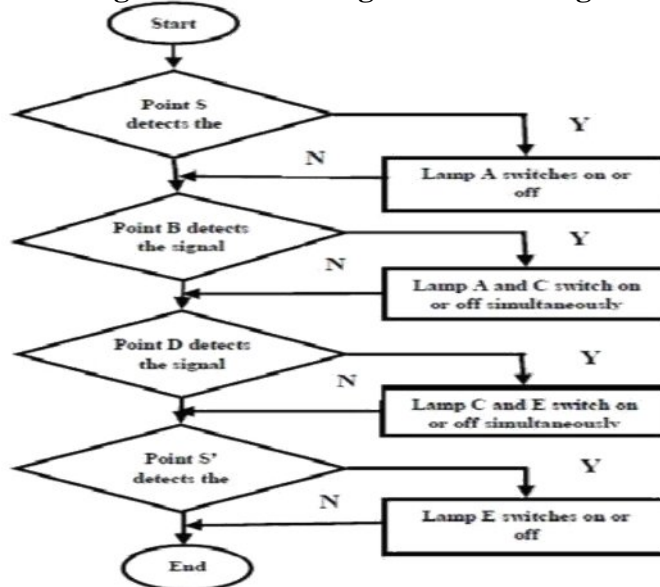 Start
Point S
detects the
Y
N
Lamp A switches on or
off
Point B detects
the signal
Y
N
Lamp A and C switch on
or off simultaneously
Point D detects
the signal
Y
N
Lamp C and E switch on
or off simultaneously
Point S'
detects the
Y
N
Lamp E switches on or
off
End